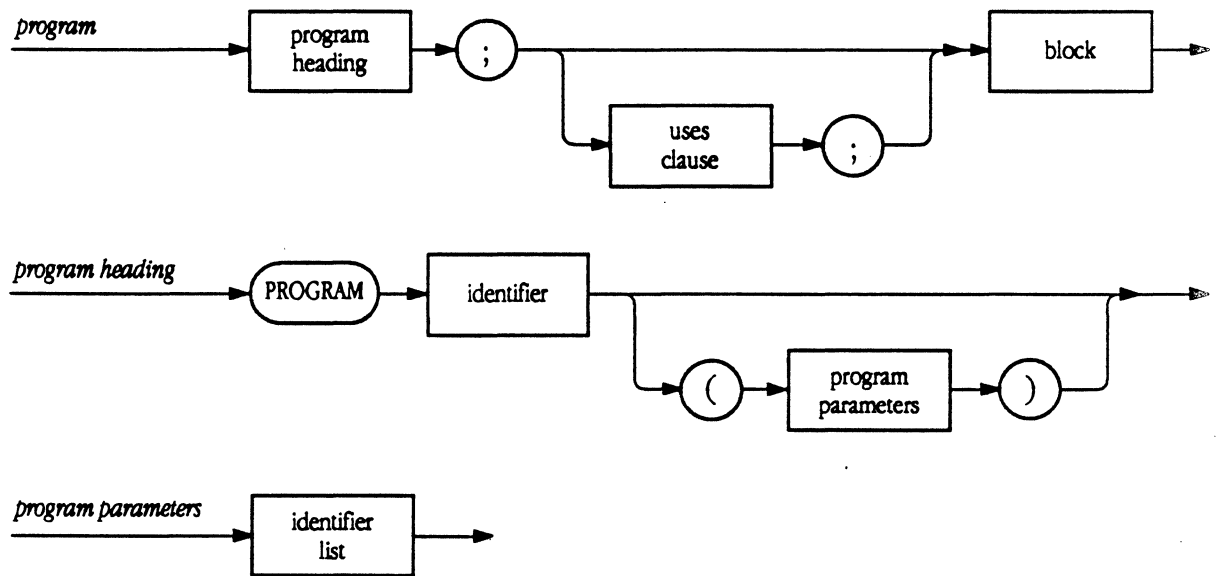 program
program
heading
;
block
uses
clause
;
program heading
PROGRAM
identifier
(
program
parameters
)
program parameters
identifier
list